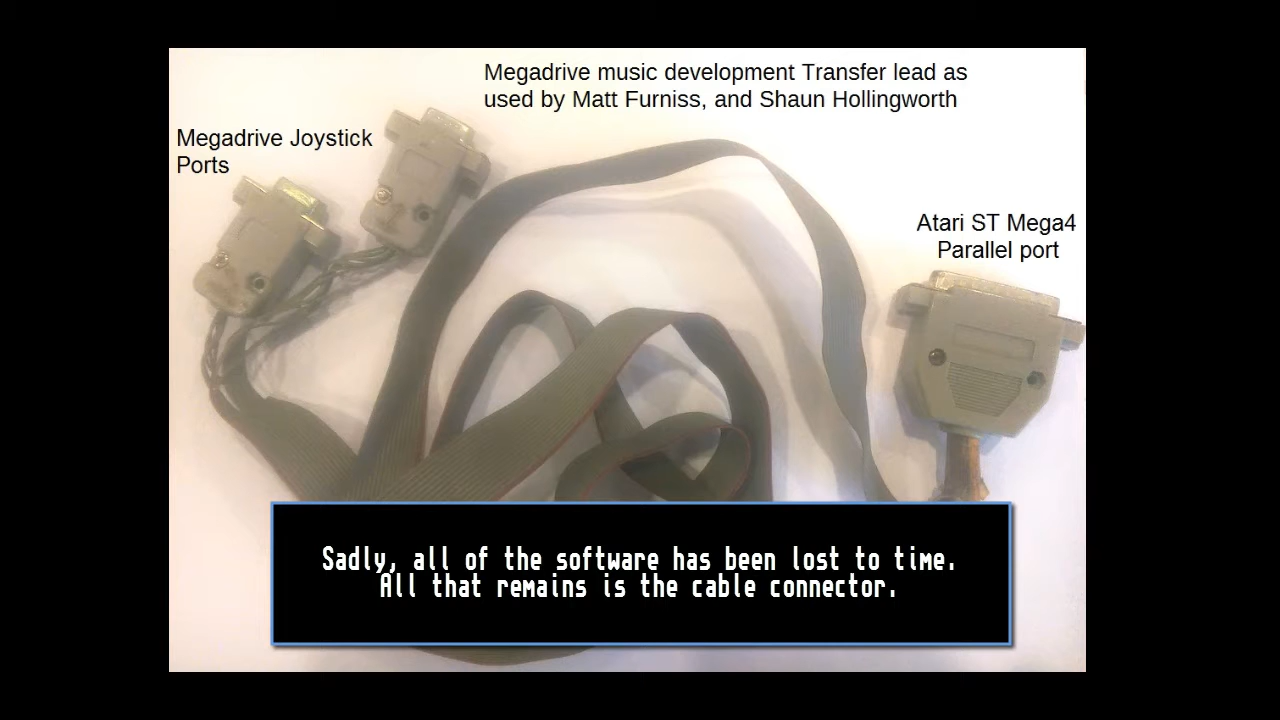 Megadrive music development Transfer lead as
used by Matt Furniss, and Shaun Hollingworth
Megadrive Joystick
Ports
Atari ST Mega4
Parallel port
Sadly, all of the software has been lost to time.
All that remains is the cable connector.